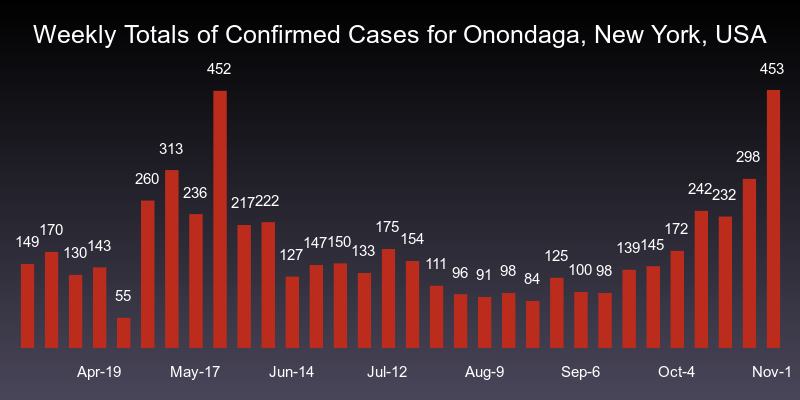 Weekly Totals of Confirmed Cases for Onondaga, New York, USA
149 170 130 143 55 260 313 236 452 217 222 127 147 150 133 175 154 111 96 91 98 84 125 100 98 139 145 172 242 232 298 453
Apr-19 May-17 Jun-14 Jul-12 Aug-9 Sep-6 Oct-4 Nov-1